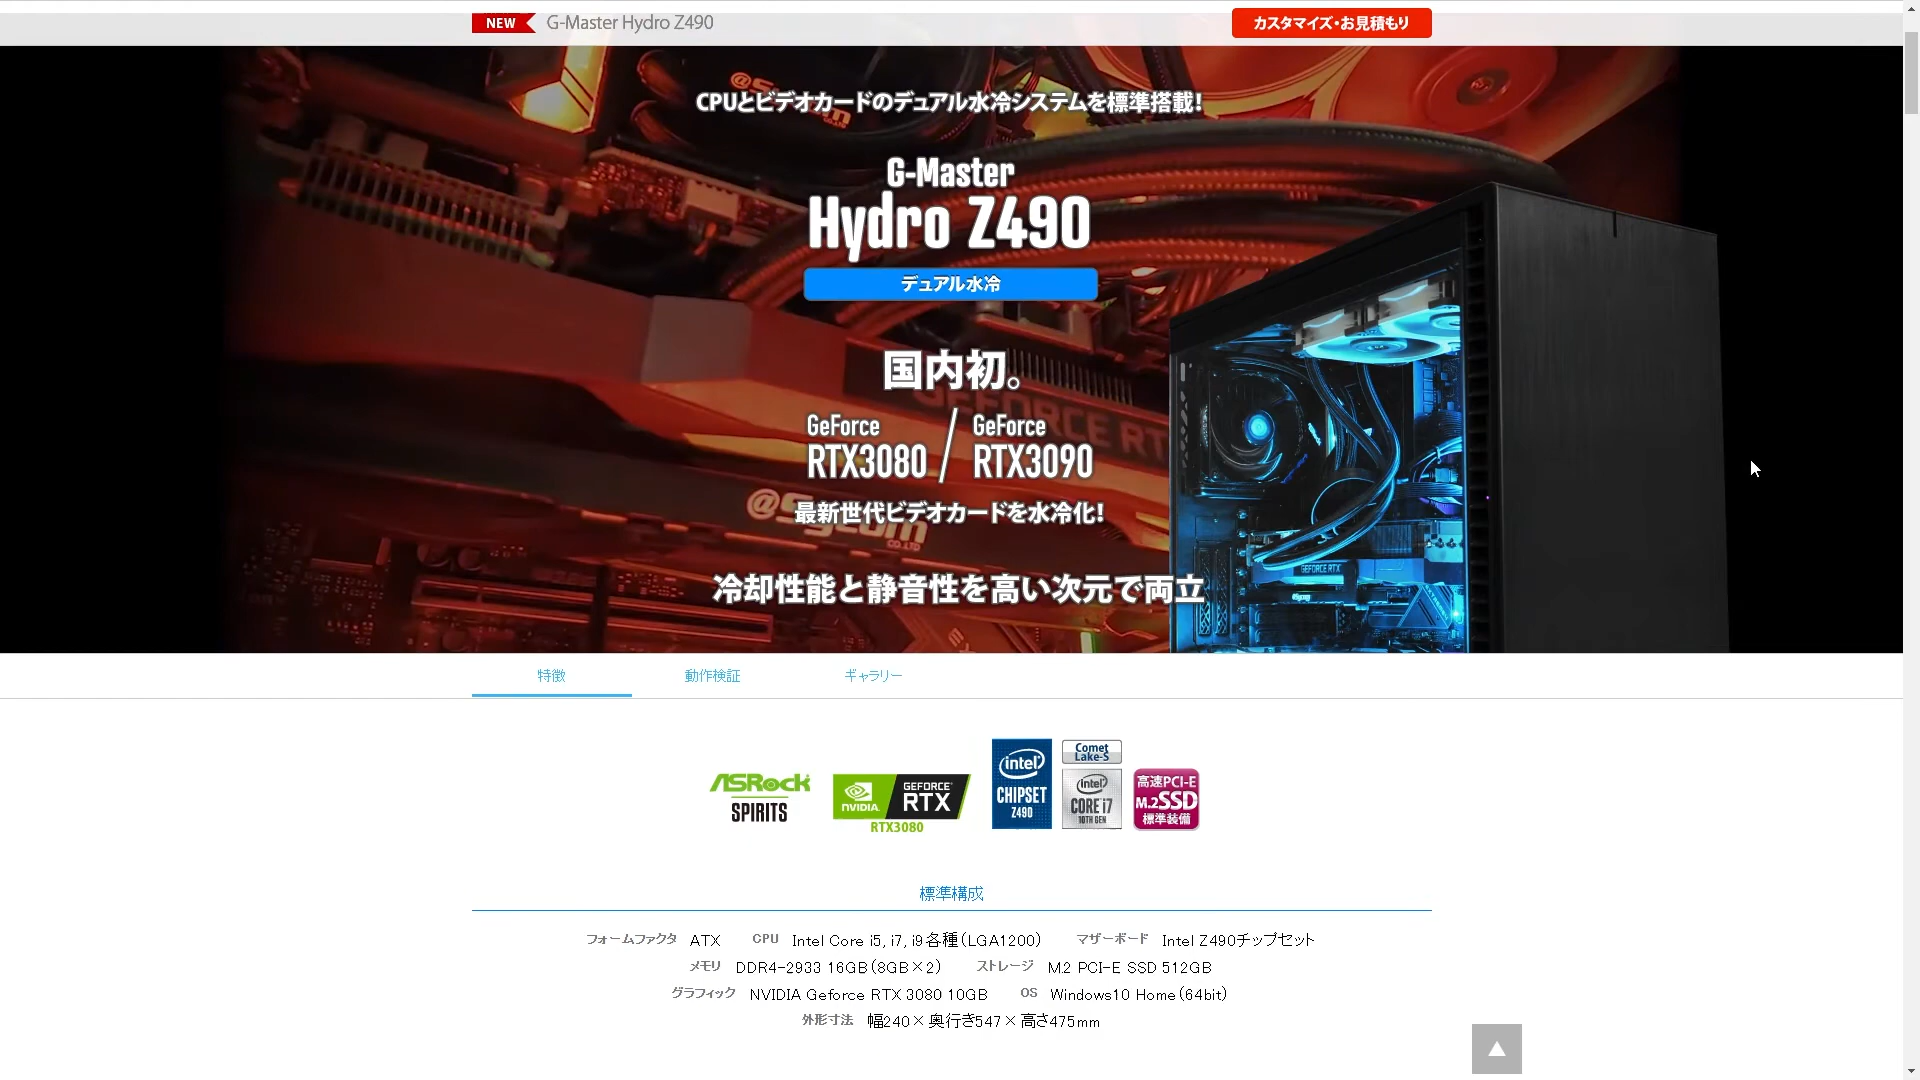 NEW G-Master Hydro Z490
カスタマイズ・お見積もり
CPUとビデオカードのデュアル水冷システムを標準搭載!
G-Master
Hydro Z490
デュアル水冷
国内初。
GeForce RTX3080 / GeForce RTX3090
最新世代ビデオカードを水冷化!
冷却性能と静音性を高い次元で両立
@Sycom
CO.,LTD
GEFORCE RTX
特徴 動作検証 ギャラリー
ASRock SPIRITS
NVIDIA GEFORCE RTX
RTX3080
intel CHIPSET Z490
Comet Lake-S
intel CORE i7 10TH GEN
高速PCI-E M.2SSD 標準装備
標準構成
フォームファクタ ATX CPU Intel Core i5, i7, i9各種(LGA1200) マザーボード Intel Z490チップセット
メモリ DDR4-2933 16GB(8GB×2) ストレージ M.2 PCI-E SSD 512GB
グラフィック NVIDIA Geforce RTX 3080 10GB OS Windows10 Home(64bit)
外形寸法 幅240×奥行き547×高さ475mm